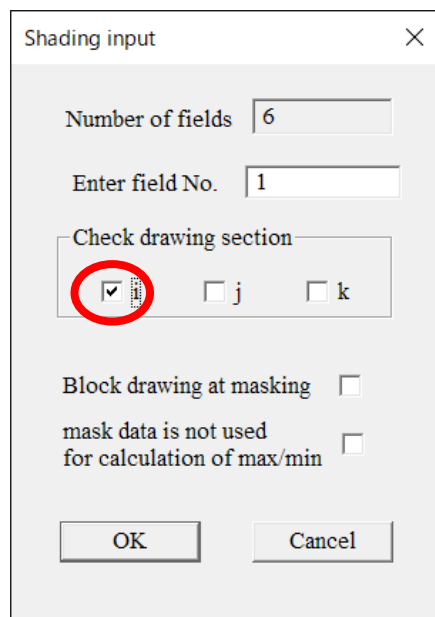 Shading input
Number of fields 6
Enter field No. 1
Check drawing section
i j k
Block drawing at masking
mask data is not used
for calculation of max/min
OK Cancel